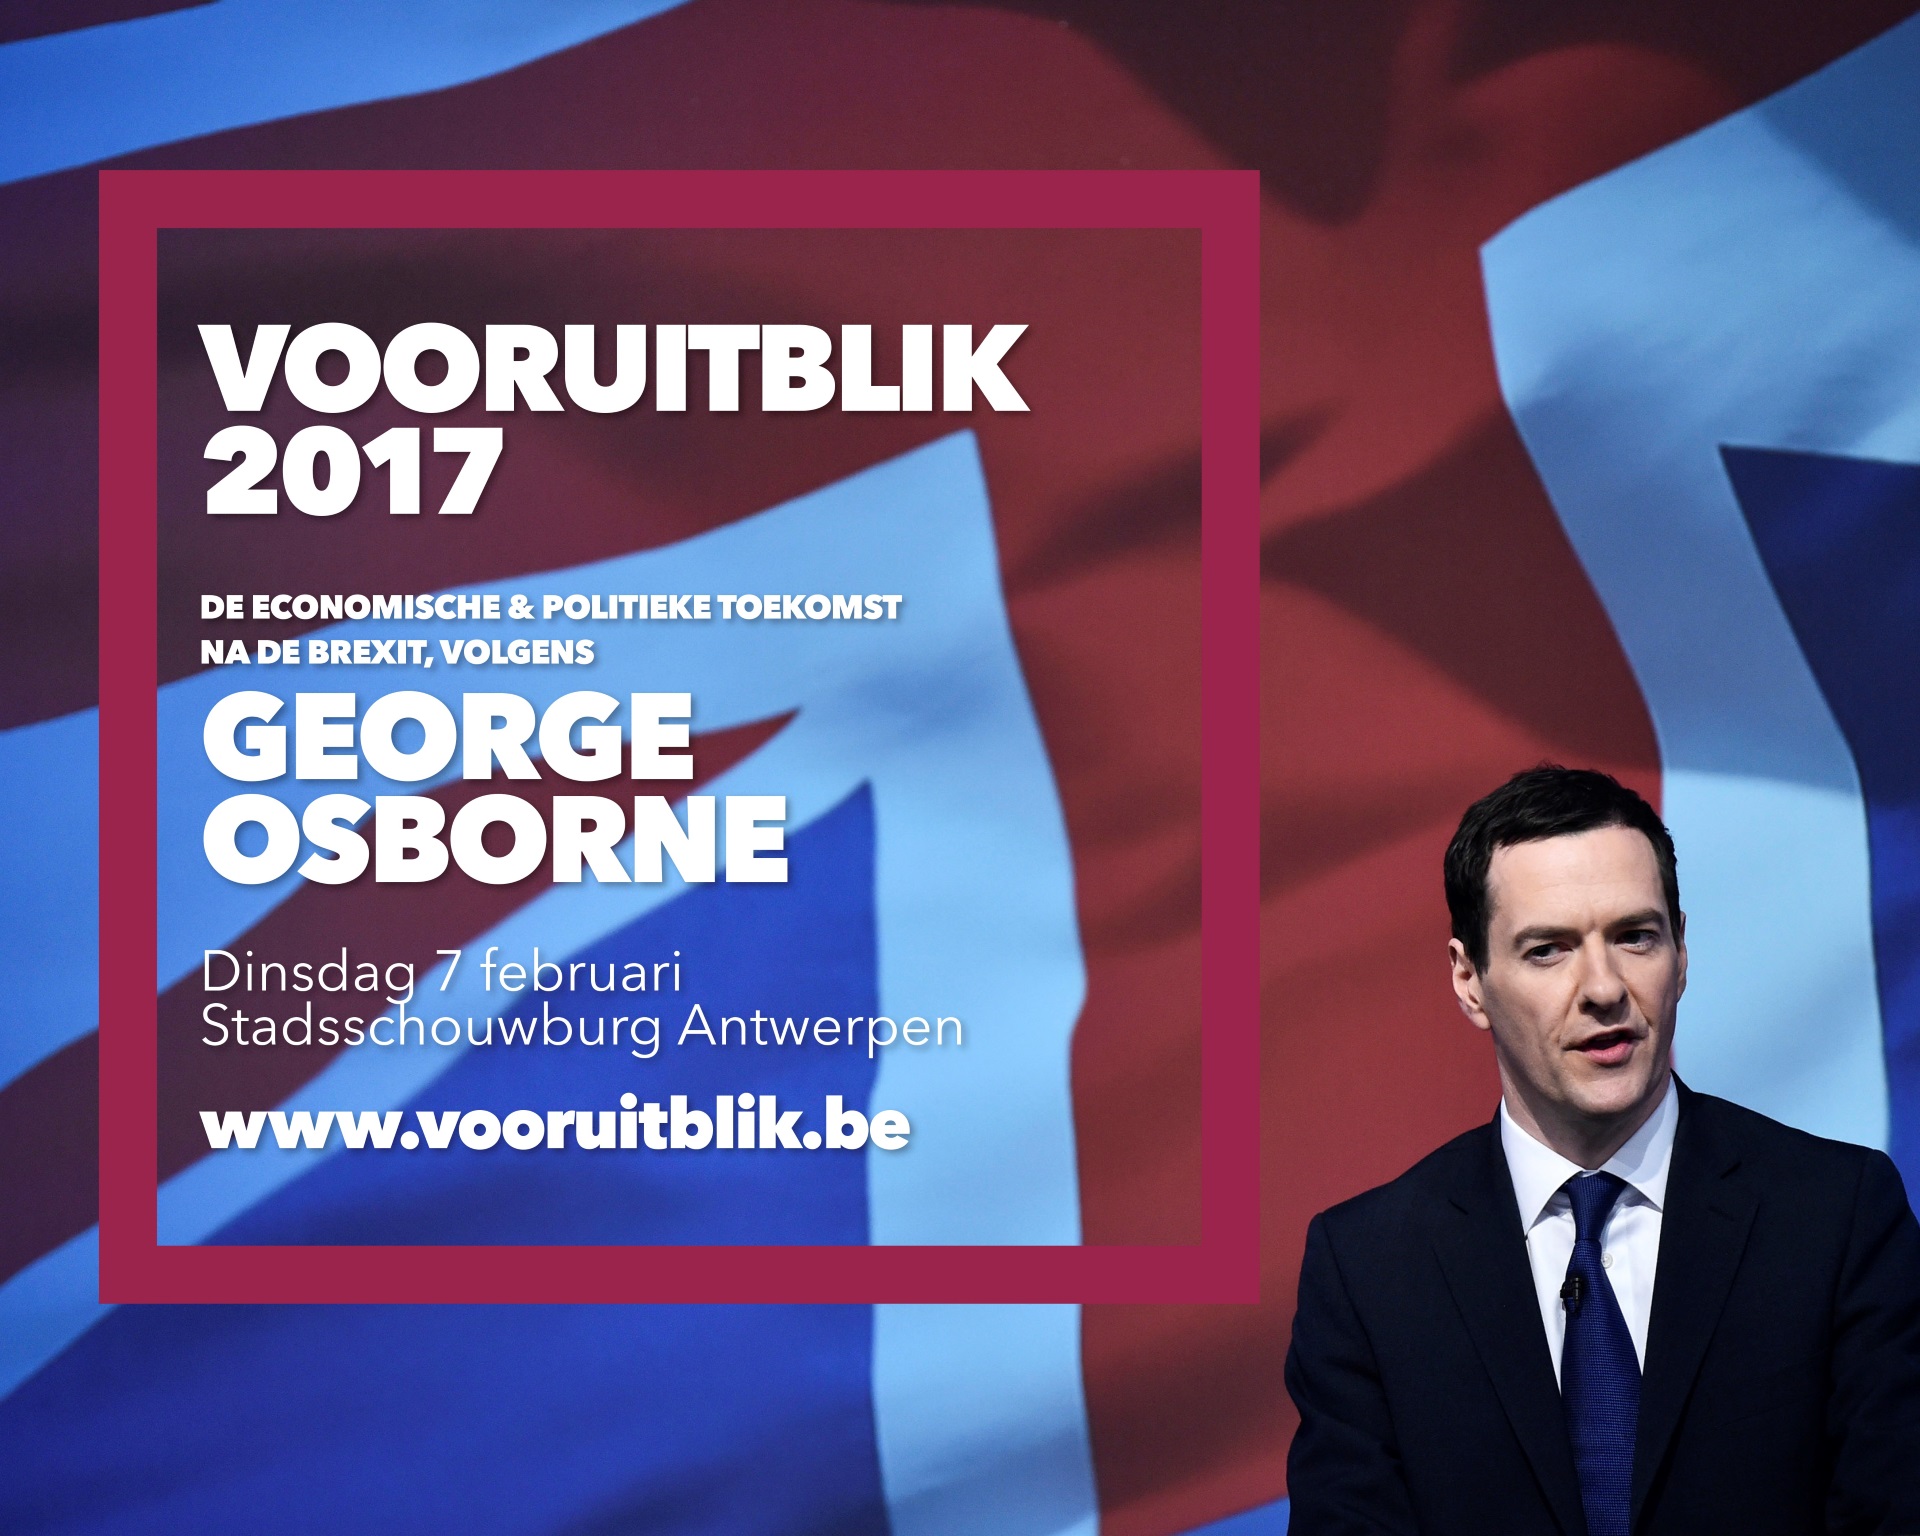 VOORUITBLIK
2017
DE ECONOMISCHE & POLITIEKE TOEKOMST
NA DE BREXIT, VOLGENS
GEORGE
OSBORNE
Dinsdag 7 februari
Stadsschouwburg Antwerpen
www.vooruitblik.be